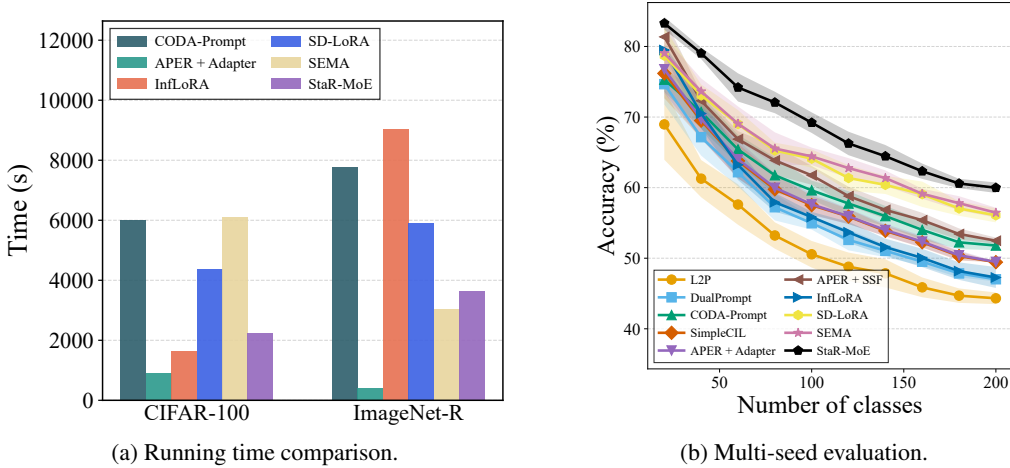 12000
10000
8000
6000
4000
2000
0
Time (s)
CODA-Prompt
APER + Adapter
InfLoRA
SD-LoRA
SEMA
StaR-MoE
CIFAR-100
ImageNet-R
(a) Running time comparison.
80
70
60
50
40
Accuracy (%)
L2P
DualPrompt
CODA-Prompt
SimpleCIL
APER + Adapter
APER + SSF
InfLoRA
SD-LoRA
SEMA
StaR-MoE
50
100
150
200
Number of classes
(b) Multi-seed evaluation.